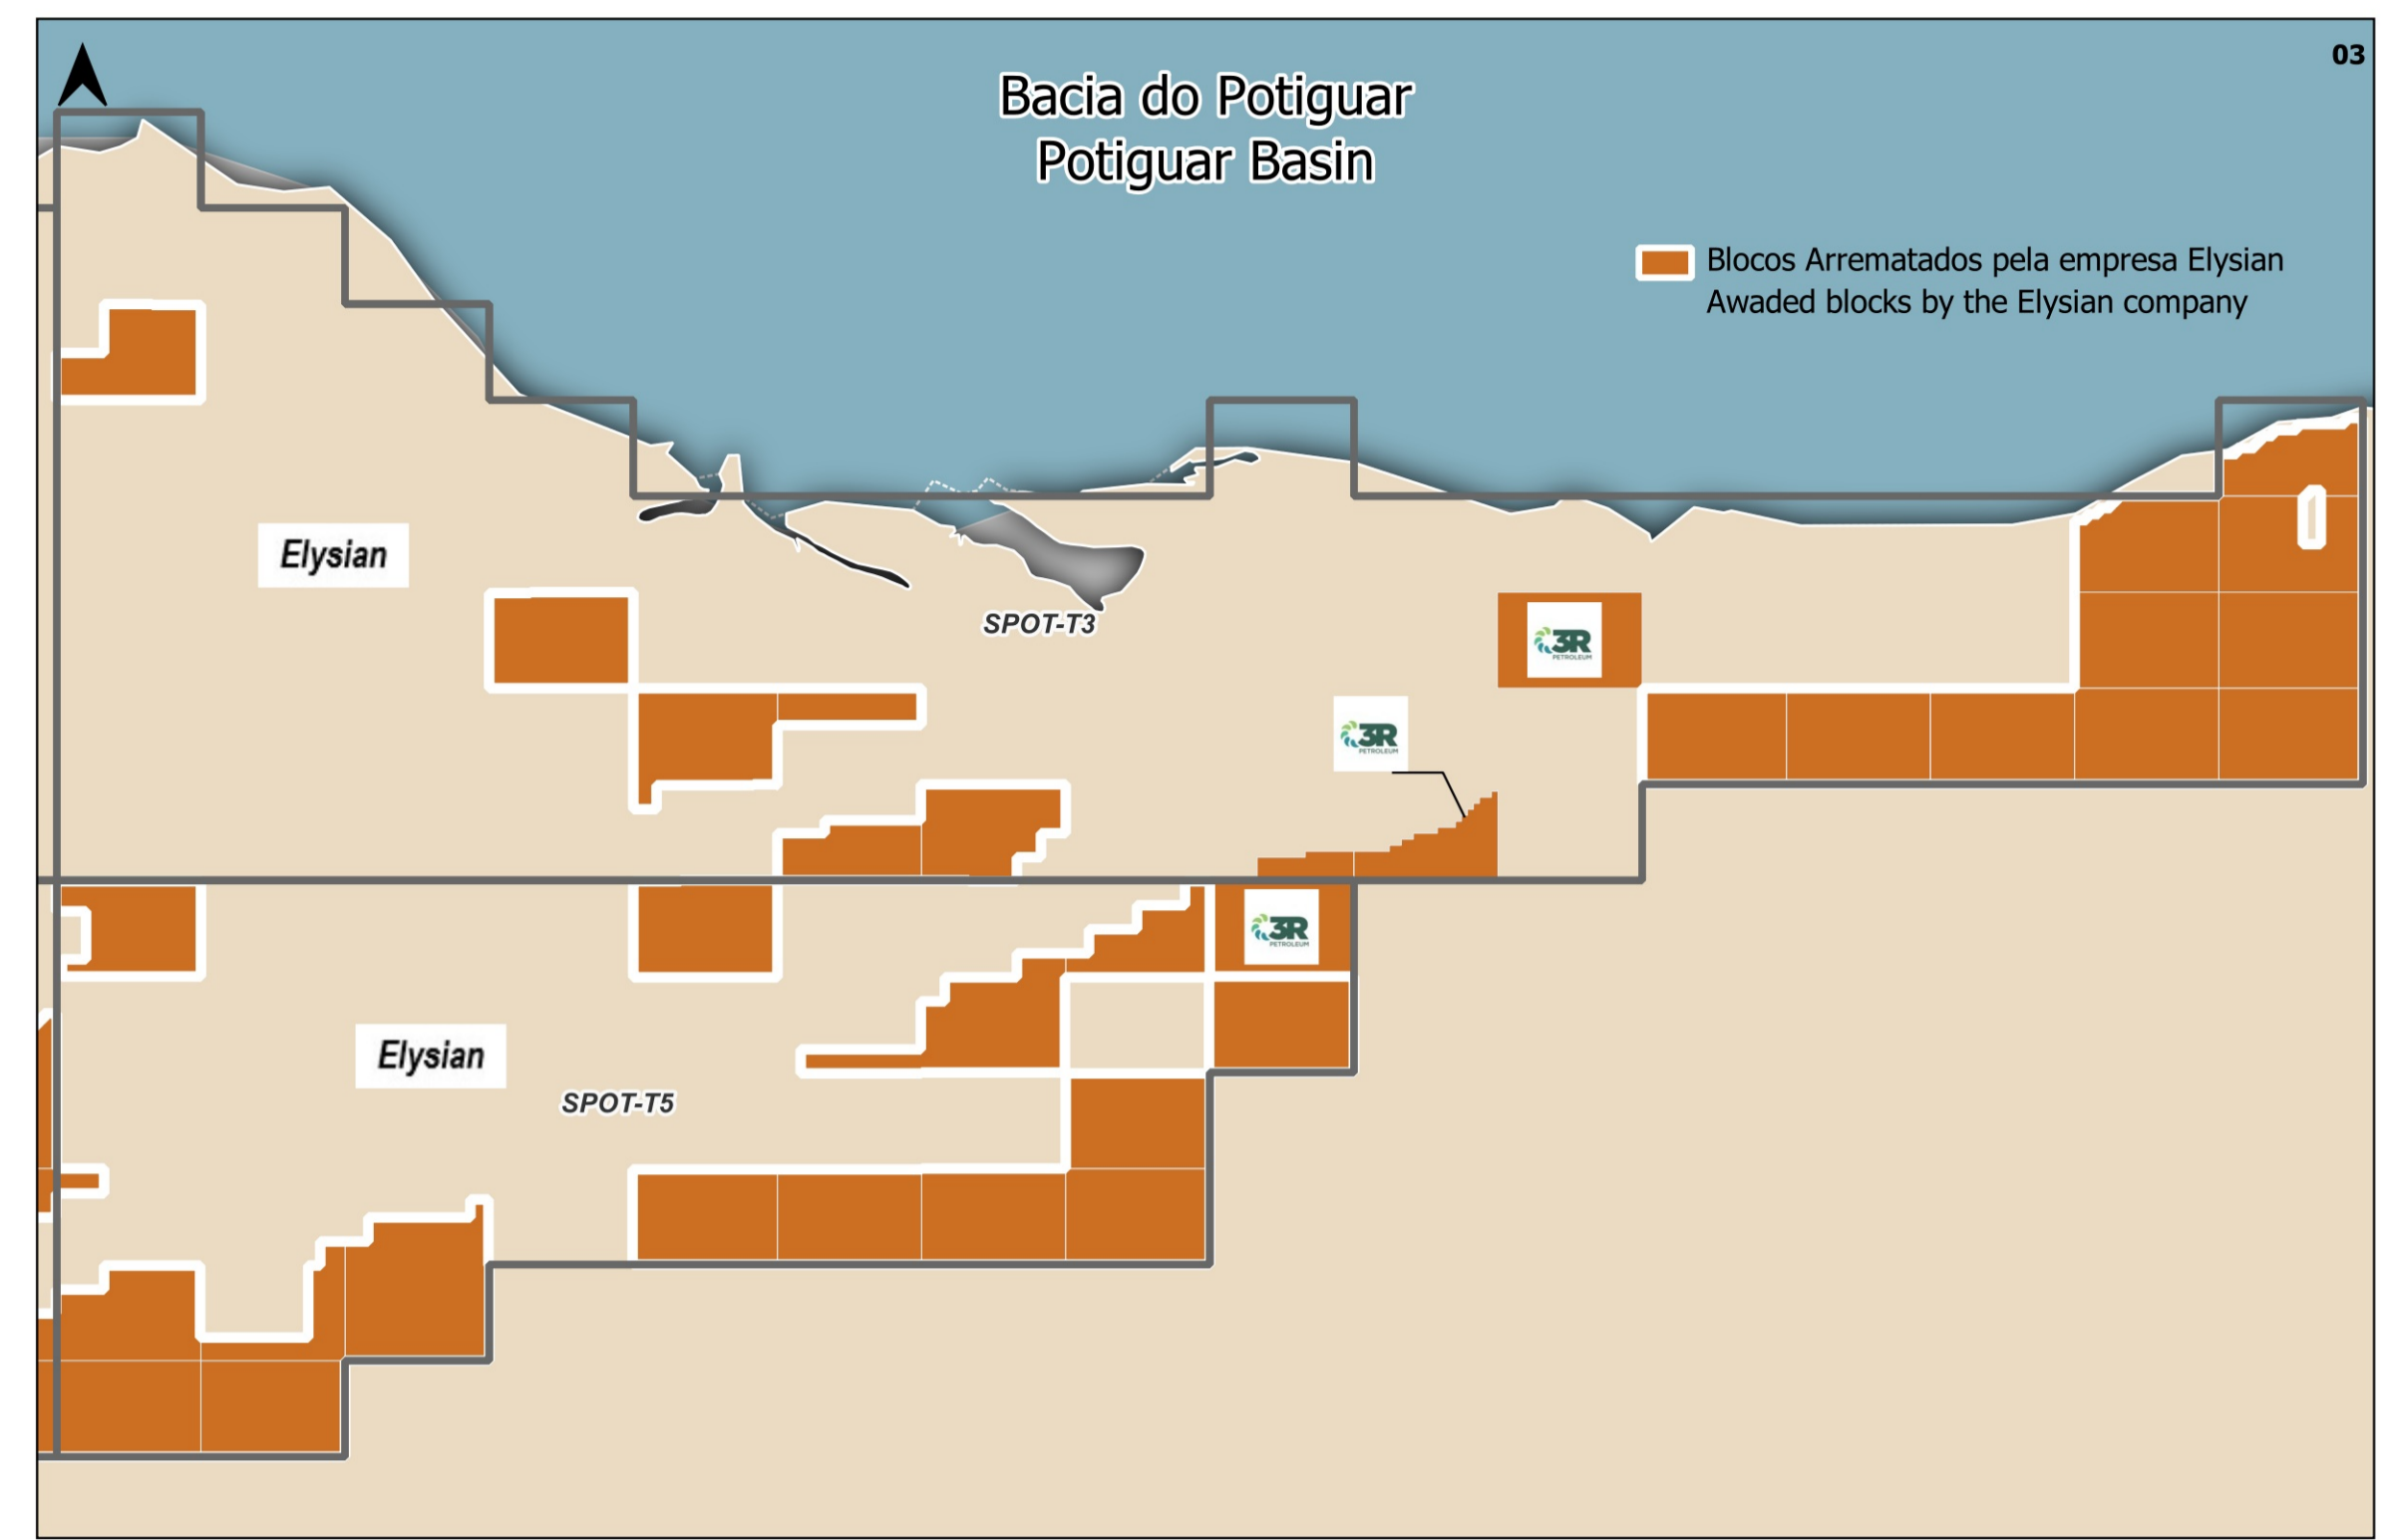 03
Bacia do Potiguar
Potiguar Basin
Blocos Arrematados pela empresa Elysian
Awaded blocks by the Elysian company
Elysian
SPOT-T3
3R
PETROLEUM
3R
PETROLEUM
3R
PETROLEUM
Elysian
SPOT-T5